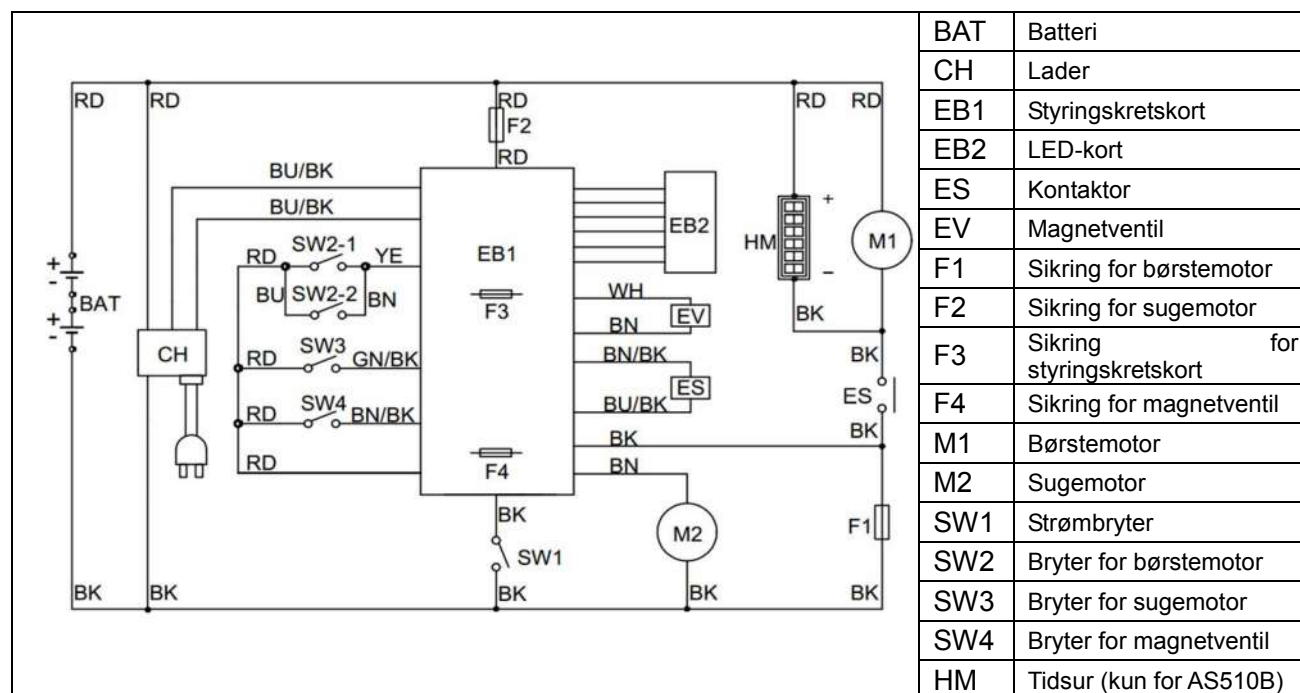 RD RD RD RD RD
F2
RD
BU/BK
BU/BK
SW2-1
RD YE
EB1
EB2
HM
+
−
M1
BU SW2-2 BN
F3
+
-
BAT
+
-
WH
EV
BN
BK
CH
SW3
RD GN/BK
BN/BK
BK
ES
ES
SW4
RD BN/BK
BU/BK
BK
BK
RD
F4
BN
BK
M2
F1
SW1
BK BK BK BK BK
BAT Batteri
CH Lader
EB1 Styringskretskort
EB2 LED-kort
ES Kontaktor
EV Magnetventil
F1 Sikring for børstemotor
F2 Sikring for sugemotor
F3 Sikring for
styringskretskort
F4 Sikring for magnetventil
M1 Børstemotor
M2 Sugemotor
SW1 Strømbryter
SW2 Bryter for børstemotor
SW3 Bryter for sugemotor
SW4 Bryter for magnetventil
HM Tidsur (kun for AS510B)